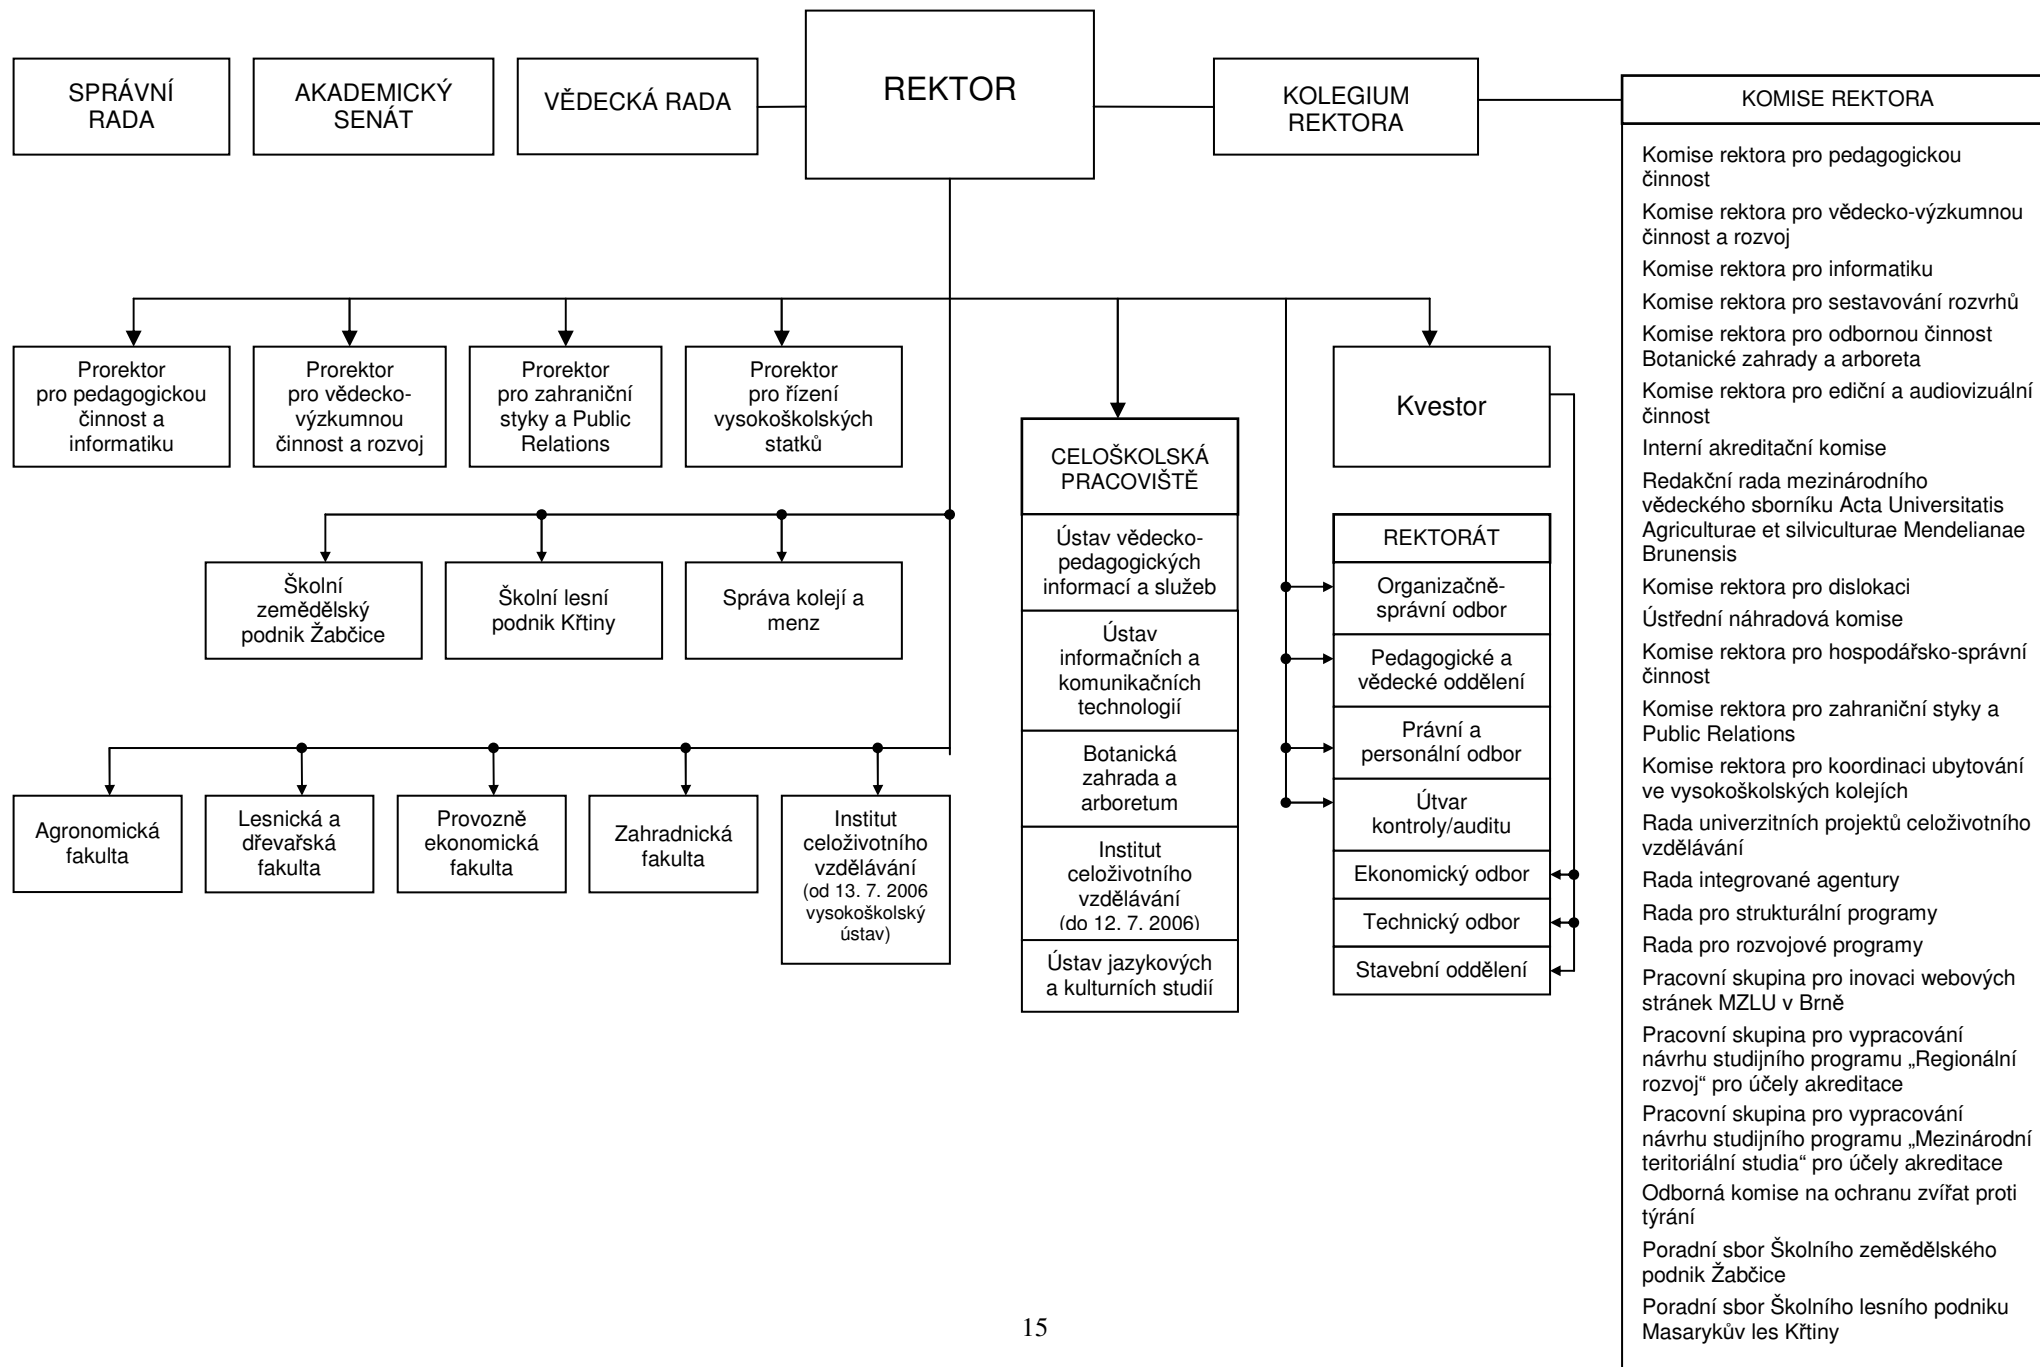 SPRÁVNÍ
RADA
AKADEMICKÝ
SENÁT
VĚDECKÁ RADA
REKTOR
KOLEGIUM
REKTORA
KOMISE REKTORA
Komise rektora pro pedagogickou
činnost
Komise rektora pro vědecko-výzkumnou
činnost a rozvoj
Komise rektora pro informatiku
Komise rektora pro sestavování rozvrhů
Komise rektora pro odbornou činnost
Botanické zahrady a arboreta
Komise rektora pro ediční a audiovizuální
činnost
Interní akreditační komise
Redakční rada mezinárodního
vědeckého sborníku Acta Universitatis
Agriculturae et silviculturae Mendelianae
Brunensis
Komise rektora pro dislokaci
Ústřední náhradová komise
Komise rektora pro hospodářsko-správní
činnost
Komise rektora pro zahraniční styky a
Public Relations
Komise rektora pro koordinaci ubytování
ve vysokoškolských kolejích
Rada univerzitních projektů celoživotního
vzdělávání
Rada integrované agentury
Rada pro strukturální programy
Rada pro rozvojové programy
Pracovní skupina pro inovaci webových
stránek MZLU v Brně
Pracovní skupina pro vypracování
návrhu studijního programu „Regionální
rozvoj“ pro účely akreditace
Pracovní skupina pro vypracování
návrhu studijního programu „Mezinárodní
teritoriální studia“ pro účely akreditace
Odborná komise na ochranu zvířat proti
týrání
Poradní sbor Školního zemědělského
podnik Žabčice
Poradní sbor Školního lesního podniku
Masarykův les Křtiny
Prorektor
pro pedagogickou
činnost a
informatiku
Prorektor
pro vědecko-
výzkumnou
činnost a rozvoj
Prorektor
pro zahraniční
styky a Public
Relations
Prorektor
pro řízení
vysokoškolských
statků
Kvestor
Školní
zemědělský
podnik Žabčice
Školní lesní
podnik Křtiny
Správa kolejí a
menz
Agronomická
fakulta
Lesnická a
dřevařská
fakulta
Provozně
ekonomická
fakulta
Zahradnická
fakulta
Institut
celoživotního
vzdělávání
(od 13. 7. 2006
vysokoškolský
ústav)
CELOŠKOLSKÁ
PRACOVIŠTĚ
Ústav vědecko-
pedagogických
informací a služeb
Ústav
informačních a
komunikačních
technologií
Botanická
zahrada a
arboretum
Institut
celoživotního
vzdělávání
(do 12. 7. 2006)
Ústav jazykových
a kulturních studií
REKTORÁT
Organizačně-
správní odbor
Pedagogické a
vědecké oddělení
Právní a
personální odbor
Útvar
kontroly/auditu
Ekonomický odbor
Technický odbor
Stavební oddělení
15